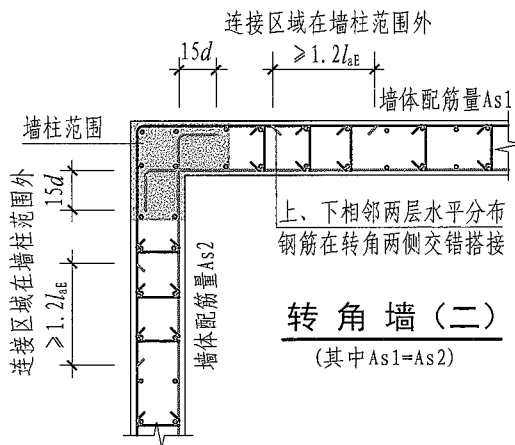 连接区域在墙柱范围外
15d
≥1.2laE
墙体配筋量As1
墙柱范围
15d
连接区域在墙柱范围外
≥1.2laE
上、下相邻两层水平分布
钢筋在转角两侧交错搭接
墙体配筋量As2
转角墙（二）
(其中As1=As2)